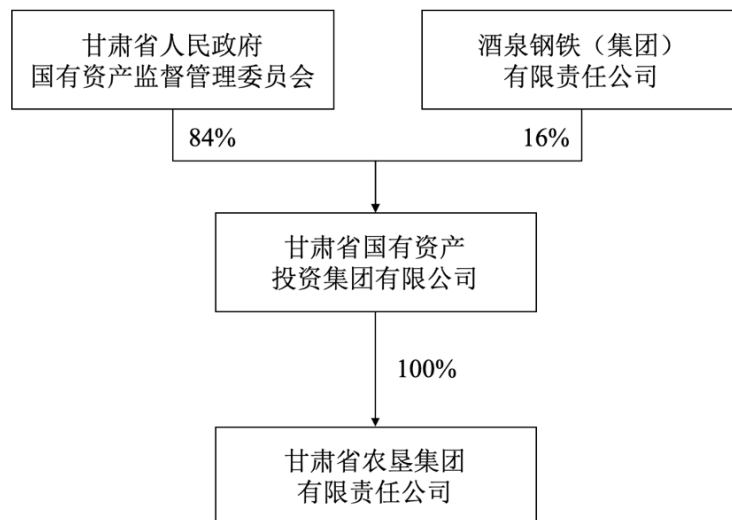 甘肃省人民政府
国有资产监督管理委员会
酒泉钢铁（集团）
有限责任公司
84%
16%
甘肃省国有资产
投资集团有限公司
100%
甘肃省农垦集团
有限责任公司